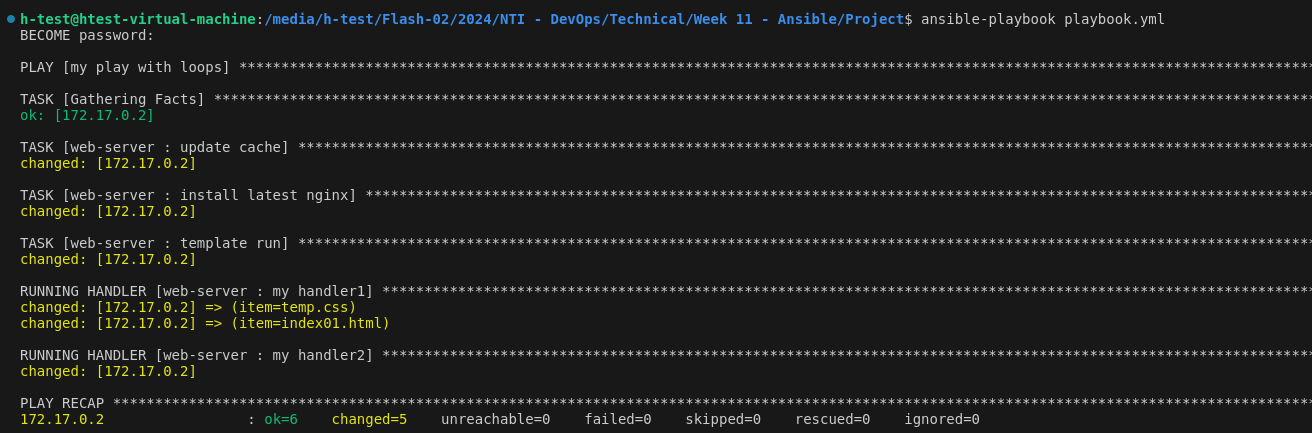 h-test@htest-virtual-machine:/media/h-test/Flash-02/2024/NTI - DevOps/Technical/Week 11 - Ansible/Project$ ansible-playbook playbook.yml
BECOME password:
PLAY [my play with loops] ********************************************************************************************************************************
TASK [Gathering Facts] ***********************************************************************************************************************************
ok: [172.17.0.2]
TASK [web-server : update cache] *************************************************************************************************************************
changed: [172.17.0.2]
TASK [web-server : install latest nginx] *****************************************************************************************************************
changed: [172.17.0.2]
TASK [web-server : template run] *************************************************************************************************************************
changed: [172.17.0.2]
RUNNING HANDLER [web-server : my handler1] ***************************************************************************************************************
changed: [172.17.0.2] => (item=temp.css)
changed: [172.17.0.2] => (item=index01.html)
RUNNING HANDLER [web-server : my handler2] ***************************************************************************************************************
changed: [172.17.0.2]
PLAY RECAP ***********************************************************************************************************************************************
172.17.0.2                 : ok=6    changed=5    unreachable=0    failed=0    skipped=0    rescued=0    ignored=0